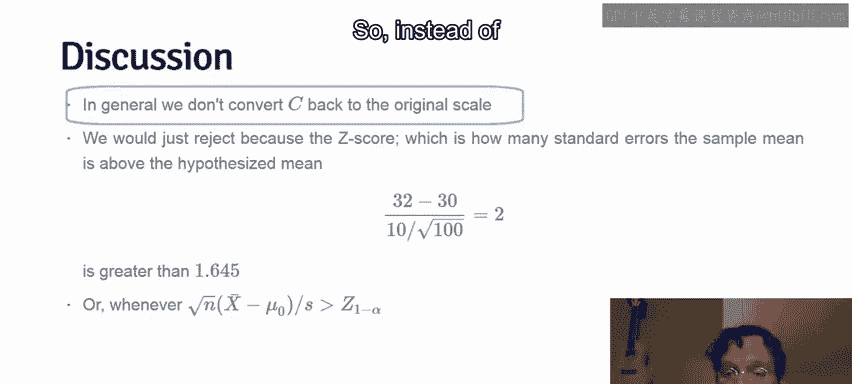 So, instead of
Discussion
· In general we don't convert C back to the original scale
· We would just reject because the Z-score; which is how many standard errors the sample mean
is above the hypothesized mean
32 − 30
10/√100
= 2
is greater than 1.645
· Or, whenever √n(X̄ − μ₀)/s > Z₁₋α